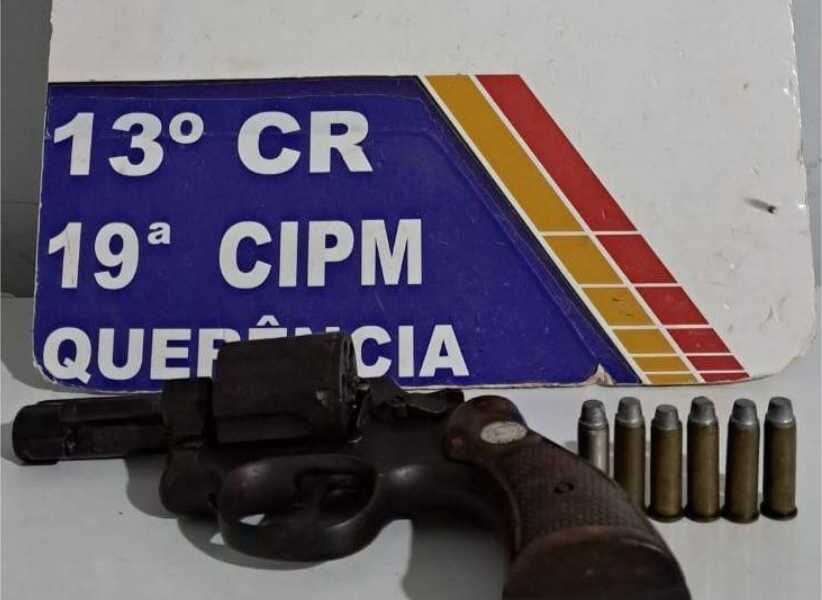 13º CR
19ª CIPM
QUERÊNCIA